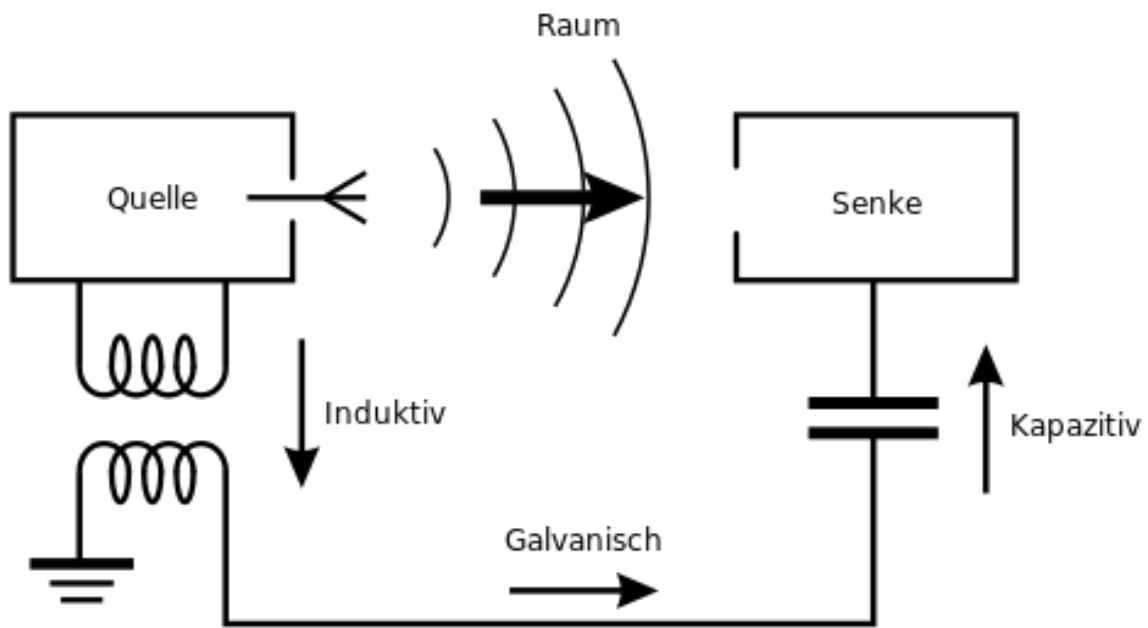 Raum
Quelle
Senke
Induktiv
Kapazitiv
Galvanisch